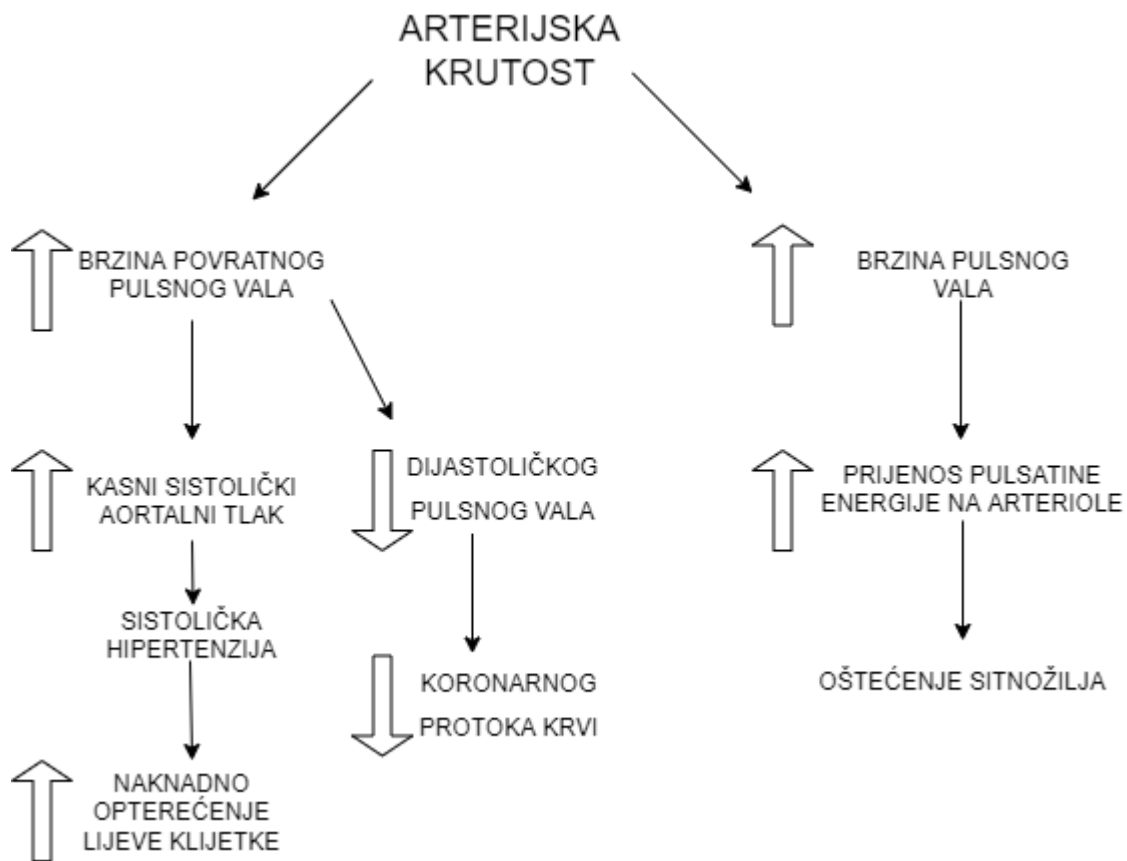 ARTERIJSKA
KRUTOST
BRZINA POVRATNOG
PULSNOG VALA
BRZINA PULSNOG
VALA
KASNI SISTOLIČKI
AORTALNI TLAK
DIJASTOLIČKOG
PULSNOG VALA
PRIJENOS PULSATINE
ENERGIJE NA ARTERIOLE
SISTOLIČKA
HIPERTENZIJA
KORONARNOG
PROTOKA KRVI
OŠTEĆENJE SITNOŽILJA
NAKNADNO
OPTEREĆENJE
LIJEVE KLIJETKE